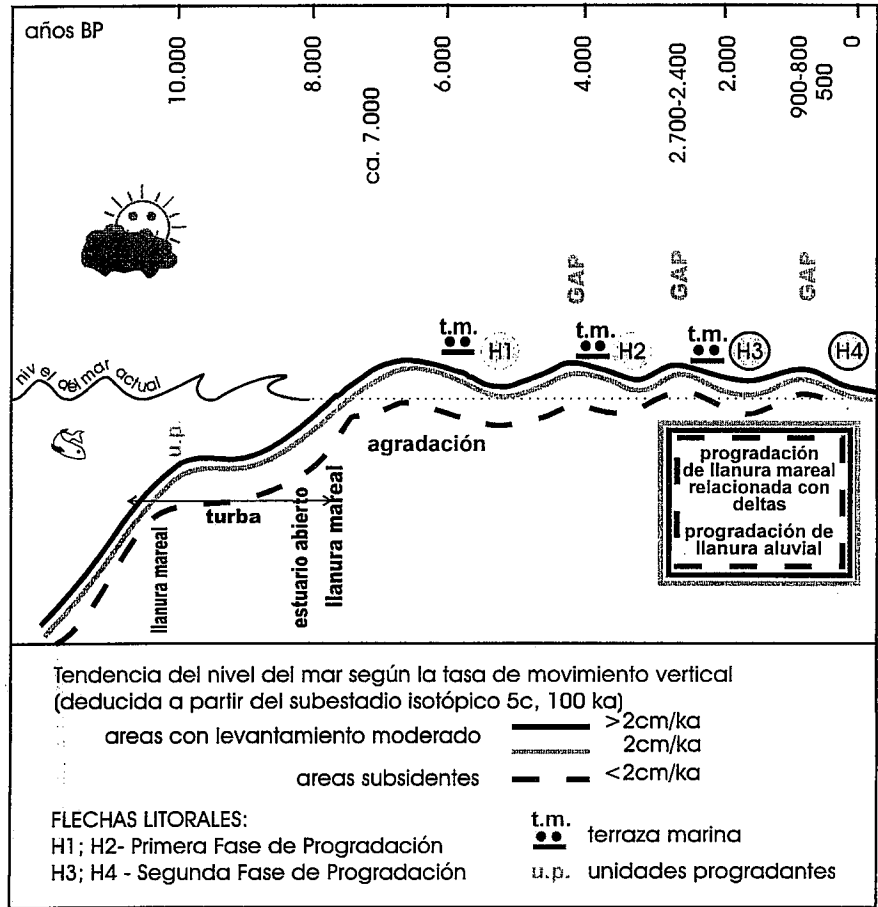 años BP
10.000
8.000
ca. 7.000
6.000
4.000
2.700-2.400
2.000
900-800
500
0
GAP
GAP
GAP
t.m.
H1
t.m.
H2
t.m.
H3
H4
nivel del mar actual
u.p.
agradación
turba
llanura mareal
estuario abierto
llanura mareal
progradación
de llanura mareal
relacionada con
deltas
progradación de
llanura aluvial
Tendencia del nivel del mar según la tasa de movimiento vertical
(deducida a partir del subestadio isotópico 5c, 100 ka)
areas con levantamiento moderado >2cm/ka
2cm/ka
areas subsidentes <2cm/ka
FLECHAS LITORALES:
H1; H2- Primera Fase de Progradación
H3; H4 - Segunda Fase de Progradación
t.m. terraza marina
u.p. unidades progradantes